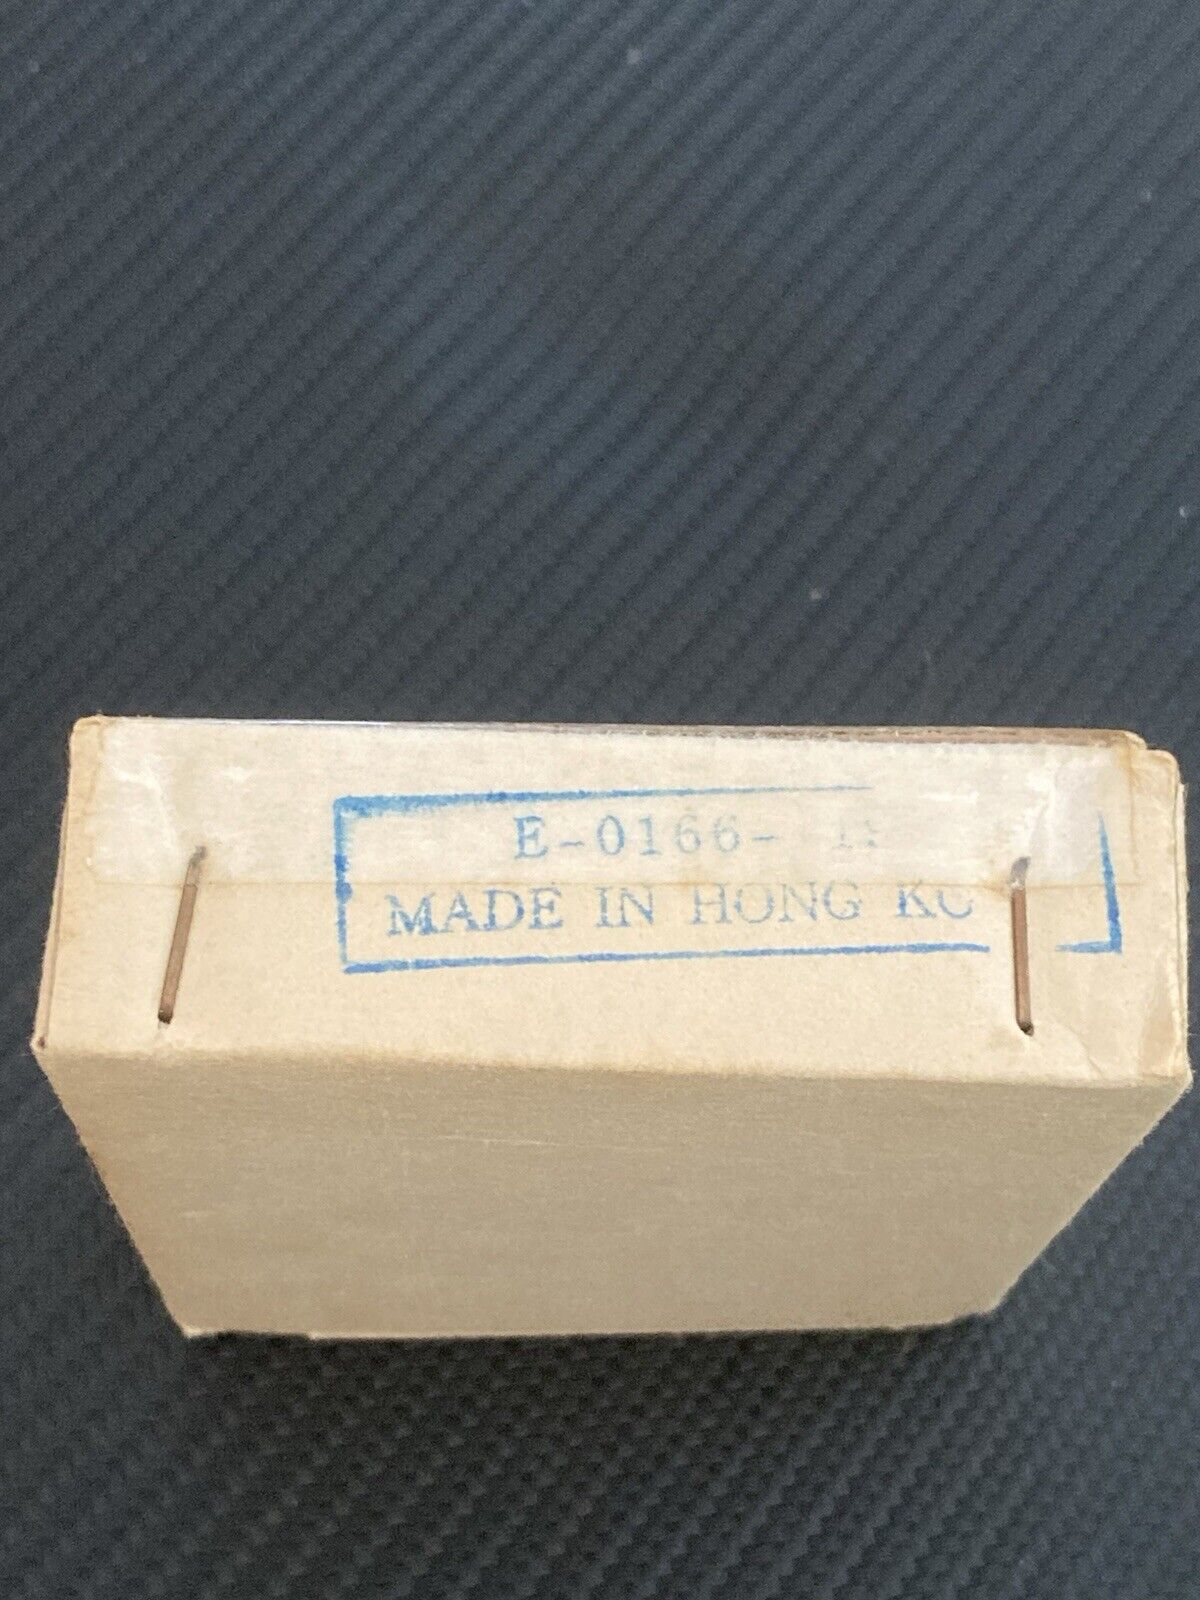 E-0166-
MADE IN HONG KO